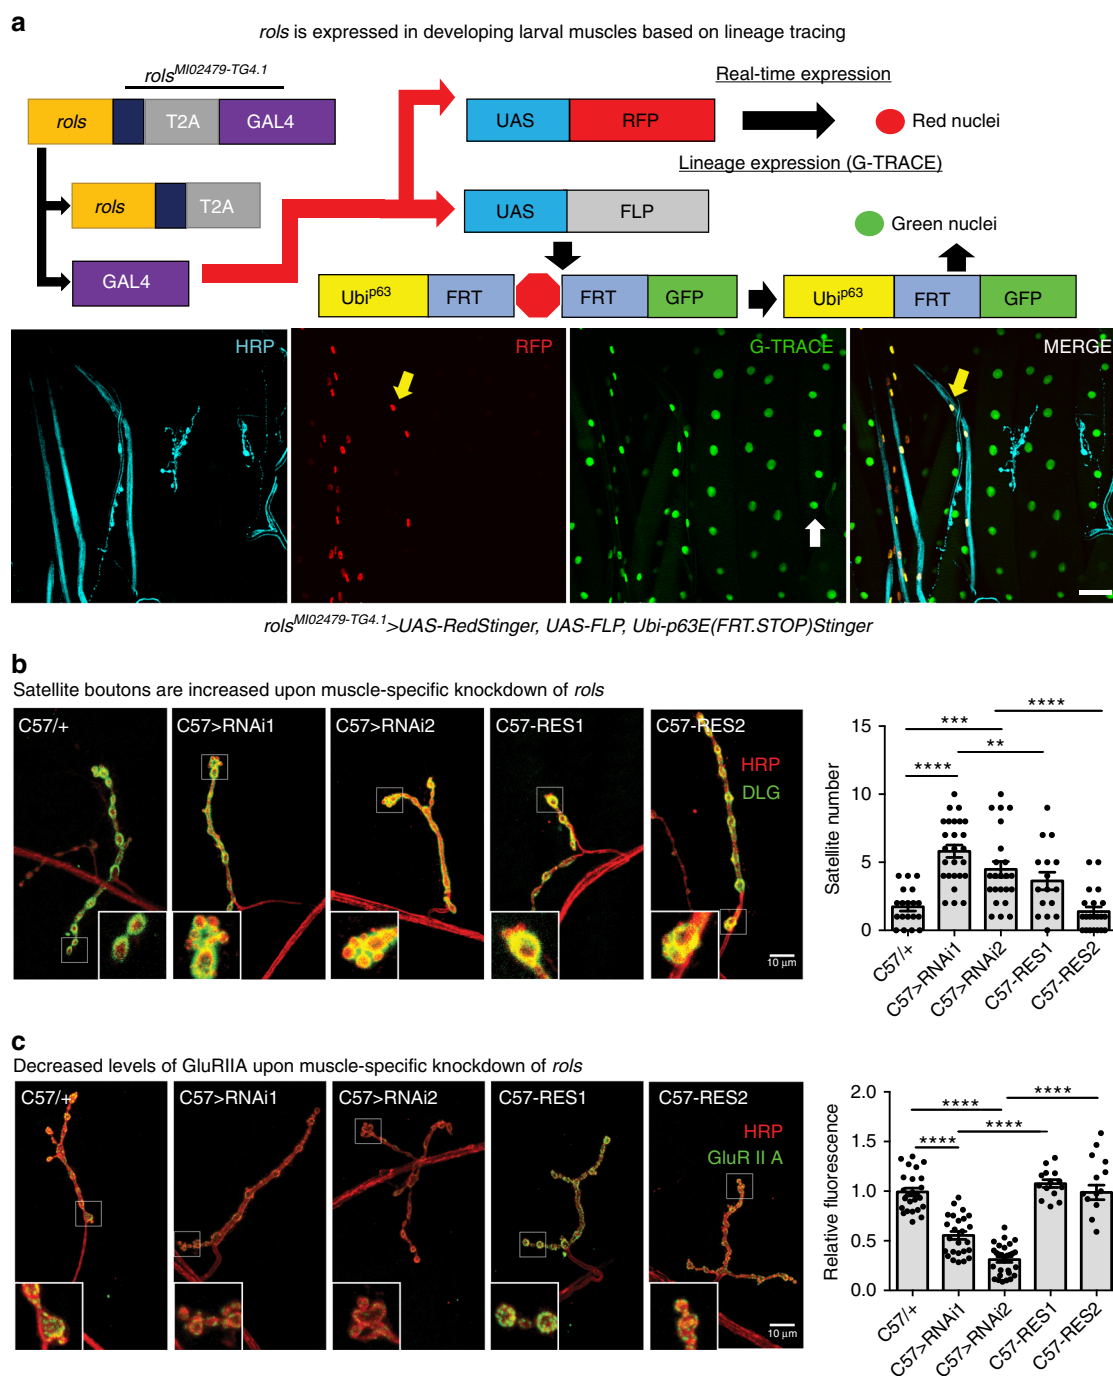 a
rols is expressed in developing larval muscles based on lineage tracing
rolsMI02479-TG4.1
rols T2A GAL4
UAS RFP
Real-time expression
Red nuclei
Lineage expression (G-TRACE)
rols T2A
UAS FLP
Green nuclei
GAL4
Ubip63 FRT FRT GFP
Ubip63 FRT GFP
HRP
RFP
G-TRACE
MERGE
rolsMI02479-TG4.1>UAS-RedStinger, UAS-FLP, Ubi-p63E(FRT.STOP)Stinger
b
Satellite boutons are increased upon muscle-specific knockdown of rols
C57/+
C57>RNAi1
C57>RNAi2
C57-RES1
C57-RES2
HRP
DLG
10 µm
Satellite number
15
10
5
0
****
***
**
****
C57/+
C57>RNAi1
C57>RNAi2
C57-RES1
C57-RES2
c
Decreased levels of GluRIIA upon muscle-specific knockdown of rols
C57/+
C57>RNAi1
C57>RNAi2
C57-RES1
C57-RES2
HRP
GluR II A
10 µm
Relative fluorescence
2.0
1.5
1.0
0.5
0.0
****
****
****
****
C57/+
C57>RNAi1
C57>RNAi2
C57-RES1
C57-RES2